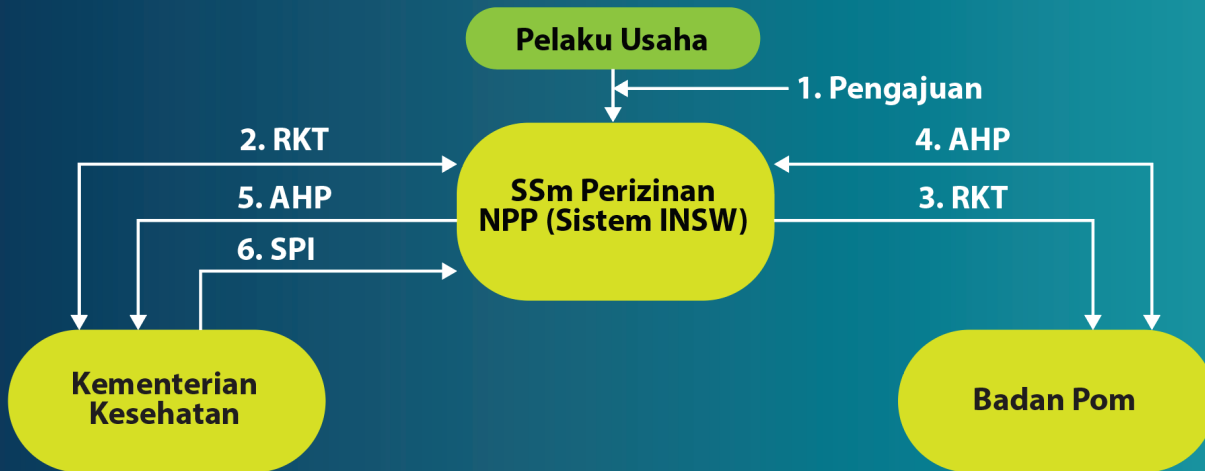 Pelaku Usaha
1. Pengajuan
2. RKT
4. AHP
5. AHP
3. RKT
6. SPI
SSm Perizinan
NPP (Sistem INSW)
Kementerian
Kesehatan
Badan Pom